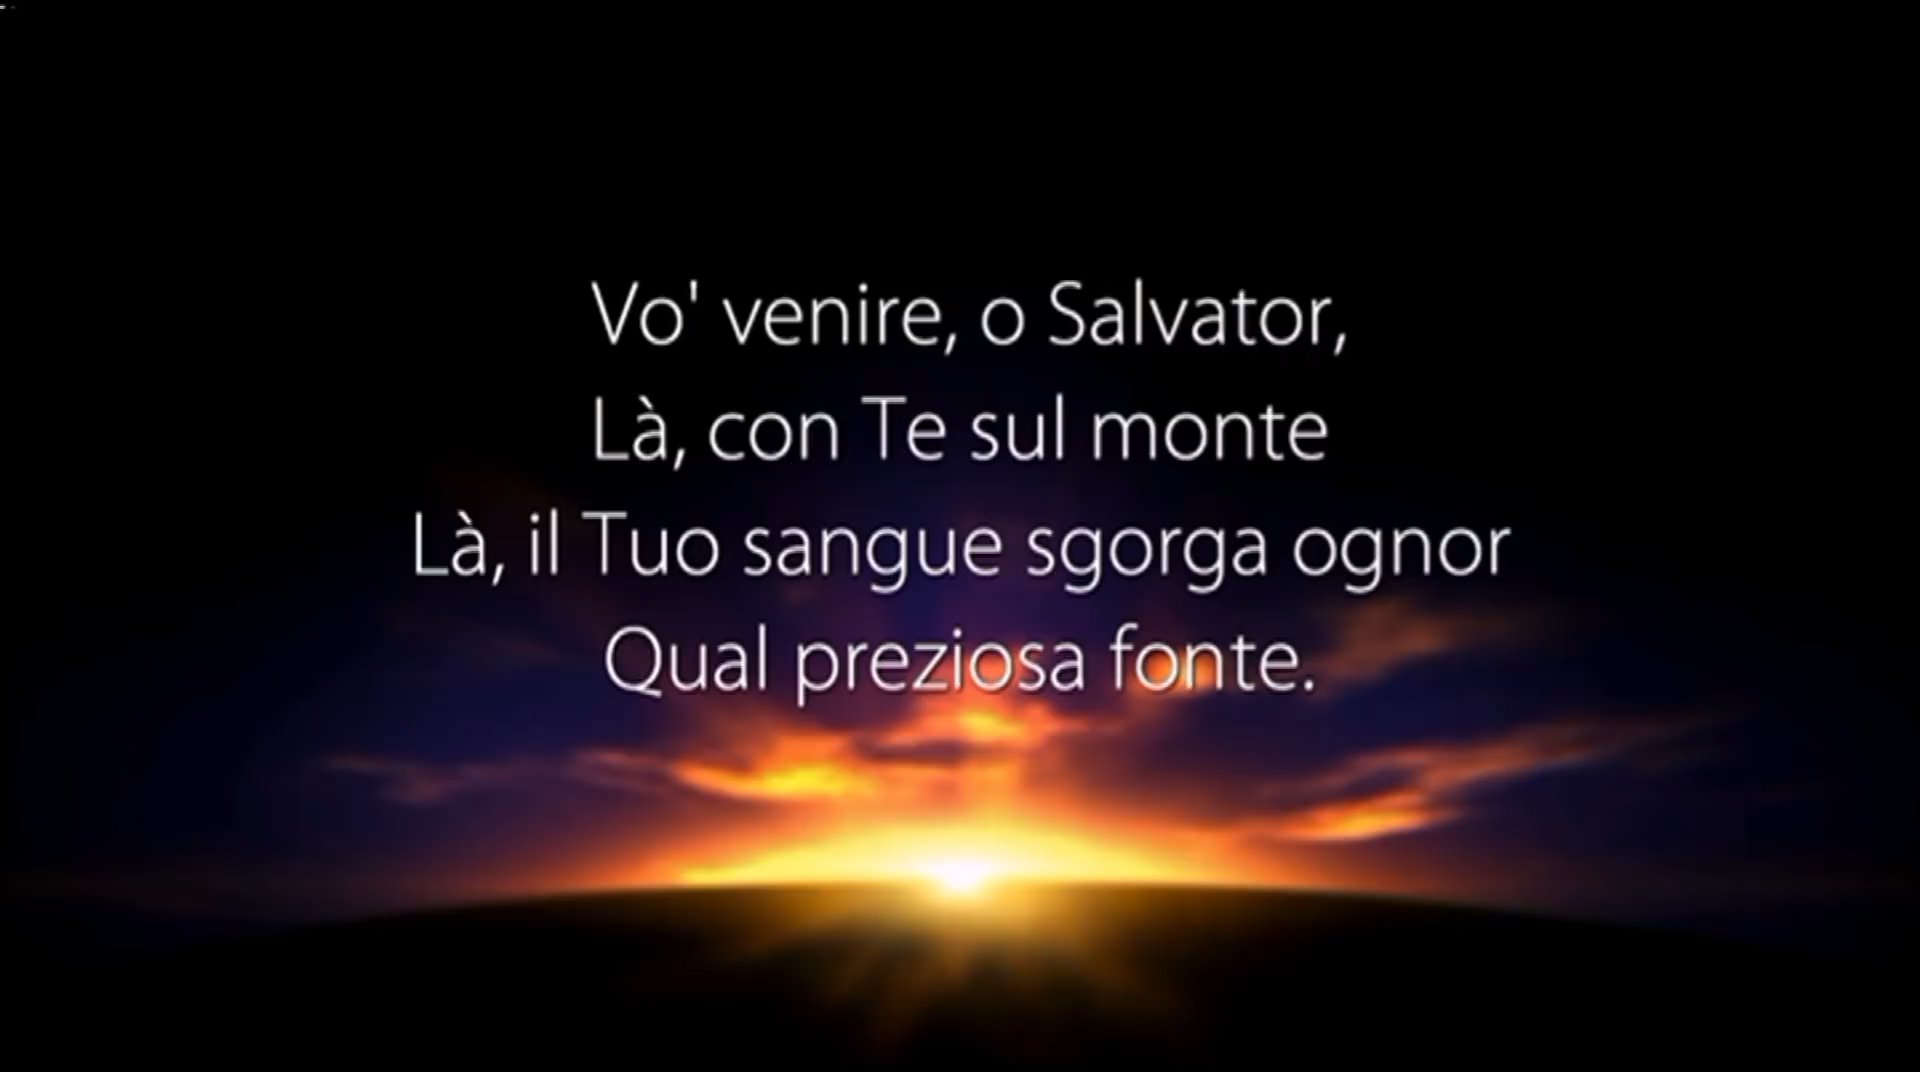 Vo' venire, o Salvator,
Là, con Te sul monte
Là, il Tuo sangue sgorga ognor
Qual preziosa fonte.